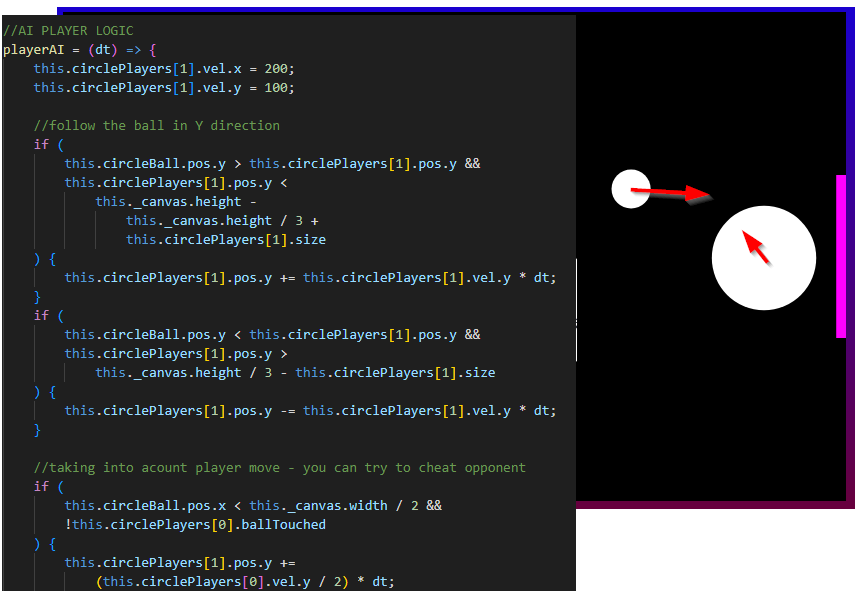 //AI PLAYER LOGIC
playerAI = (dt) => {
    this.circlePlayers[1].vel.x = 200;
    this.circlePlayers[1].vel.y = 100;

    //follow the ball in Y direction
    if (
        this.circleBall.pos.y > this.circlePlayers[1].pos.y &&
        this.circlePlayers[1].pos.y <
            this._canvas.height -
                this._canvas.height / 3 +
                this.circlePlayers[1].size
    ) {
        this.circlePlayers[1].pos.y += this.circlePlayers[1].vel.y * dt;
    }
    if (
        this.circleBall.pos.y < this.circlePlayers[1].pos.y &&
        this.circlePlayers[1].pos.y >
            this._canvas.height / 3 - this.circlePlayers[1].size
    ) {
        this.circlePlayers[1].pos.y -= this.circlePlayers[1].vel.y * dt;
    }

    //taking into acount player move - you can try to cheat opponent
    if (
        this.circleBall.pos.x < this._canvas.width / 2 &&
        !this.circlePlayers[0].ballTouched
    ) {
        this.circlePlayers[1].pos.y +=
            (this.circlePlayers[0].vel.y / 2) * dt;